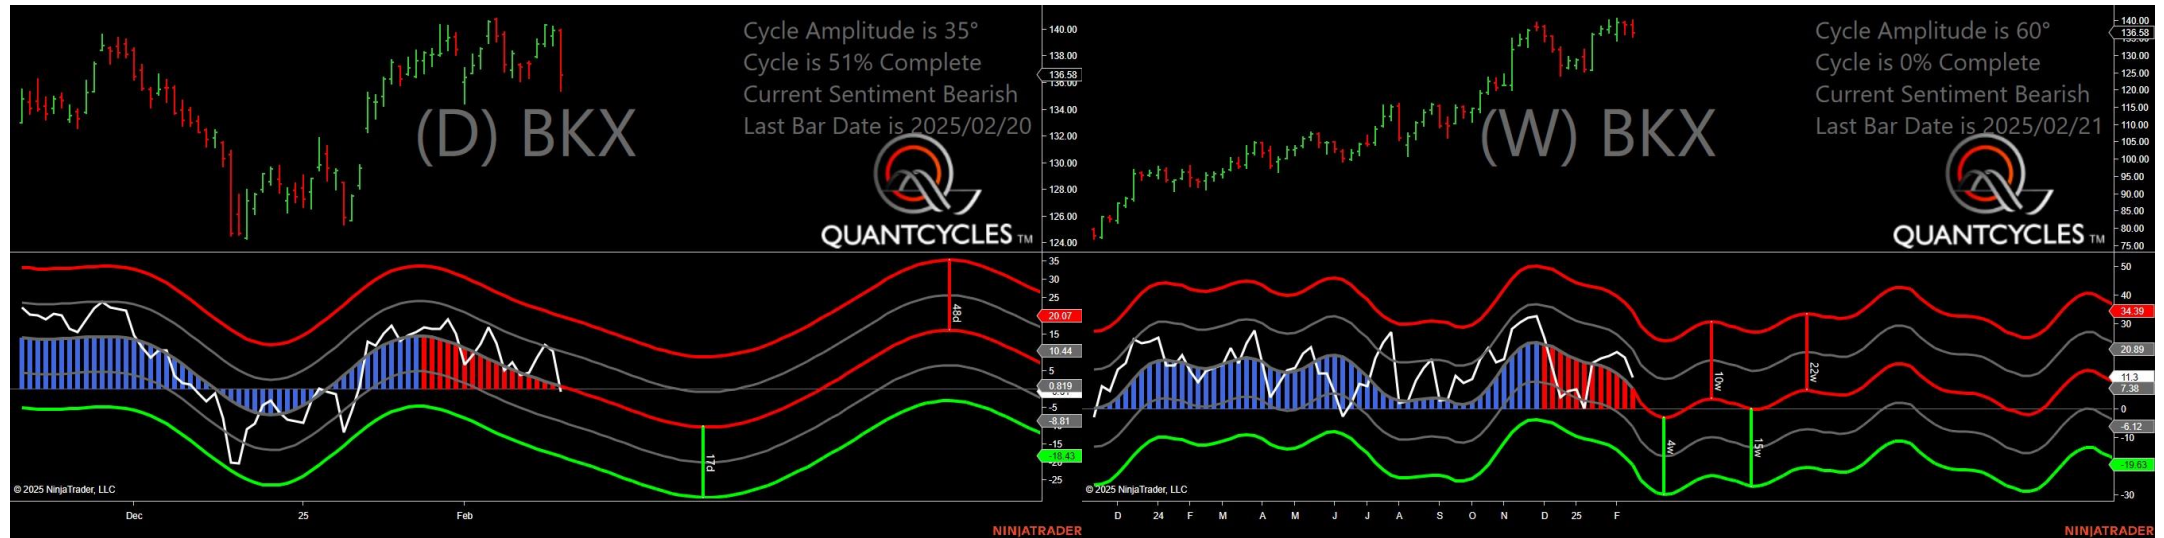 Cycle Amplitude is 35°
Cycle is 51% Complete
Current Sentiment Bearish
Last Bar Date is 2025/02/20
(D) BKX
QUANTCYCLES TM
140.00
138.00
136.58
136.00
134.00
132.00
130.00
128.00
126.00
124.00
35
30
25
20.07
15
10.44
5
0.819
-5
-8.81
-15
-18.43
-20
-25
48d
17d
© 2025 NinjaTrader, LLC
Dec 25 Feb
NINJATRADER
Cycle Amplitude is 60°
Cycle is 0% Complete
Current Sentiment Bearish
Last Bar Date is 2025/02/21
(W) BKX
QUANTCYCLES TM
140.00
136.58
135.00
130.00
125.00
120.00
115.00
110.00
105.00
100.00
95.00
90.00
85.00
80.00
75.00
50
40
34.39
30
20.89
11.3
7.38
0
-6.12
-10
-19.63
-30
10w
22w
4w
15w
© 2025 NinjaTrader, LLC
D 24 F M A M J J A S O N D 25 F
NINJATRADER